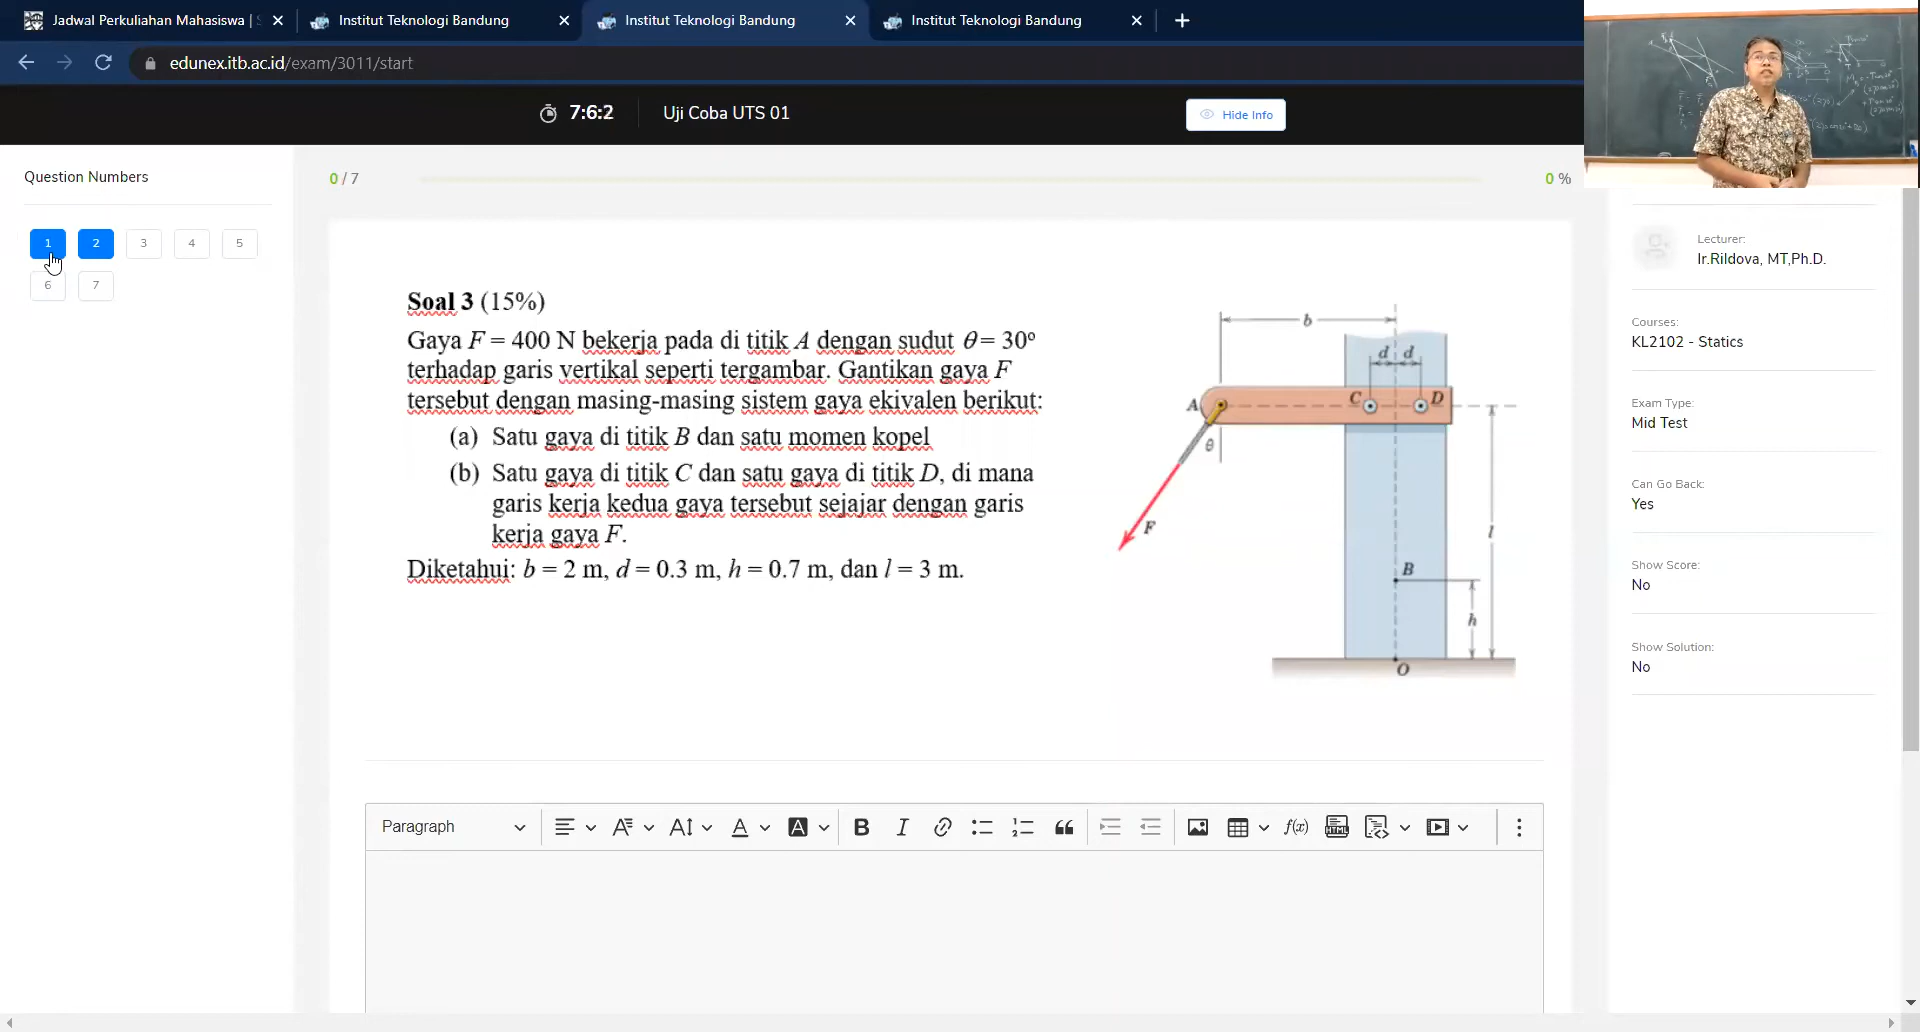 Jadwal Perkuliahan Mahasiswa | S
Institut Teknologi Bandung
Institut Teknologi Bandung
Institut Teknologi Bandung
edunex.itb.ac.id/exam/3011/start
7:6:2
Uji Coba UTS 01
Hide Info
Question Numbers
0 / 7
0 %
1
2
3
4
5
6
7
Soal 3 (15%)
Gaya F = 400 N bekerja pada di titik A dengan sudut θ = 30°
terhadap garis vertikal seperti tergambar. Gantikan gaya F
tersebut dengan masing-masing sistem gaya ekivalen berikut:
(a) Satu gaya di titik B dan satu momen kopel
(b) Satu gaya di titik C dan satu gaya di titik D, di mana
garis kerja kedua gaya tersebut sejajar dengan garis
kerja gaya F.
Diketahui: b = 2 m, d = 0.3 m, h = 0.7 m, dan l = 3 m.
b
d d
A
C
D
θ
F
l
B
h
O
Lecturer:
Ir.Rildova, MT,Ph.D.
Courses:
KL2102 - Statics
Exam Type:
Mid Test
Can Go Back:
Yes
Show Score:
No
Show Solution:
No
Paragraph